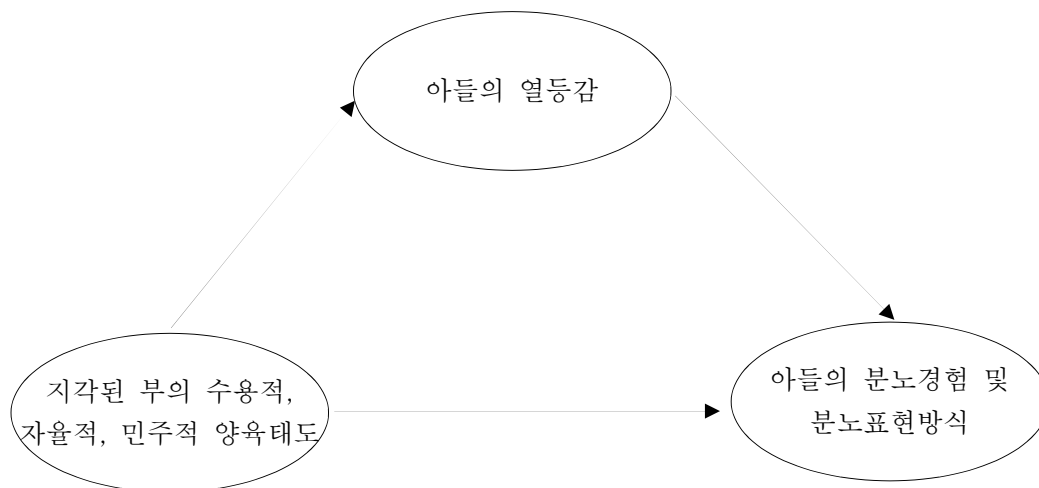 아들의 열등감
지각된 부의 수용적,
자율적, 민주적 양육태도
아들의 분노경험 및
분노표현방식